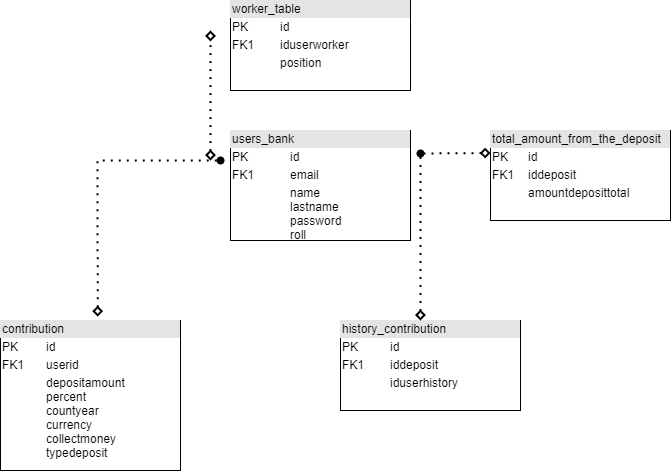 worker_table
PK id
FK1 iduserworker
position
users_bank
PK id
FK1 email
name
lastname
password
roll
total_amount_from_the_deposit
PK id
FK1 iddeposit
amountdeposittotal
contribution
PK id
FK1 userid
depositamount
percent
countyear
currency
collectmoney
typedeposit
history_contribution
PK id
FK1 iddeposit
iduserhistory